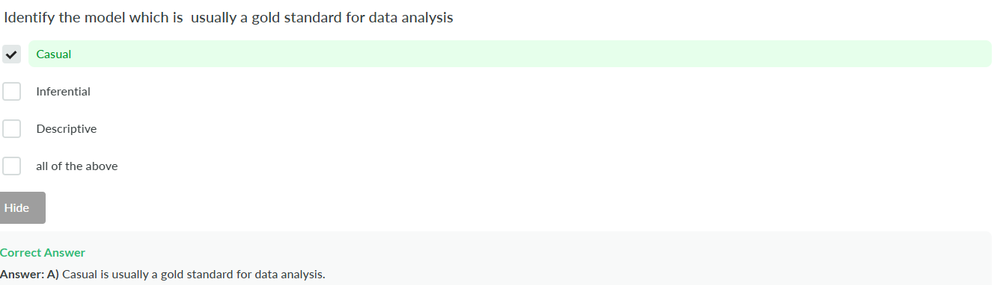 Identify the model which is  usually a gold standard for data analysis
Casual
Inferential
Descriptive
all of the above
Hide
Correct Answer
Answer: A) Casual is usually a gold standard for data analysis.